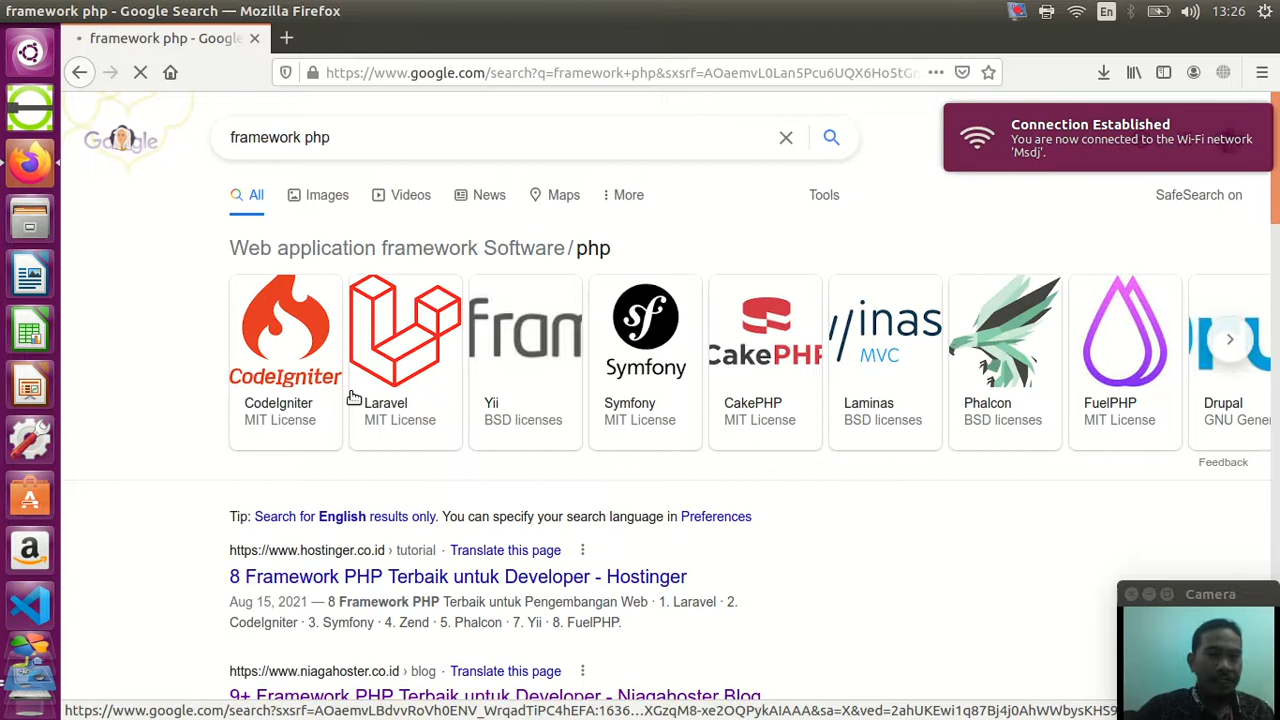 framework php - Google Search — Mozilla Firefox
En
13:26
framework php - Google
https://www.google.com/search?q=framework+php&sxsrf=AOaemvL0Lan5Pcu6UQX6Ho5tG
Google
framework php
Connection Established
You are now connected to the Wi-Fi network
'Msdj'.
All
Images
Videos
News
Maps
More
Tools
SafeSearch on
Web application framework Software/php
CodeIgniter
fram
Symfony
CakePHP
inas
MVC
CodeIgniter
MIT License
Laravel
MIT License
Yii
BSD licenses
Symfony
MIT License
CakePHP
MIT License
Laminas
BSD licenses
Phalcon
BSD licenses
FuelPHP
MIT License
Drupal
GNU Gene
Feedback
Tip: Search for English results only. You can specify your search language in Preferences
https://www.hostinger.co.id › tutorial · Translate this page
8 Framework PHP Terbaik untuk Developer - Hostinger
Aug 15, 2021 — 8 Framework PHP Terbaik untuk Pengembangan Web · 1. Laravel · 2.
CodeIgniter · 3. Symfony · 4. Zend · 5. Phalcon · 7. Yii · 8. FuelPHP.
https://www.niagahoster.co.id › blog · Translate this page
9+ Framework PHP Terbaik untuk Developer - Niagahoster Blog
Camera